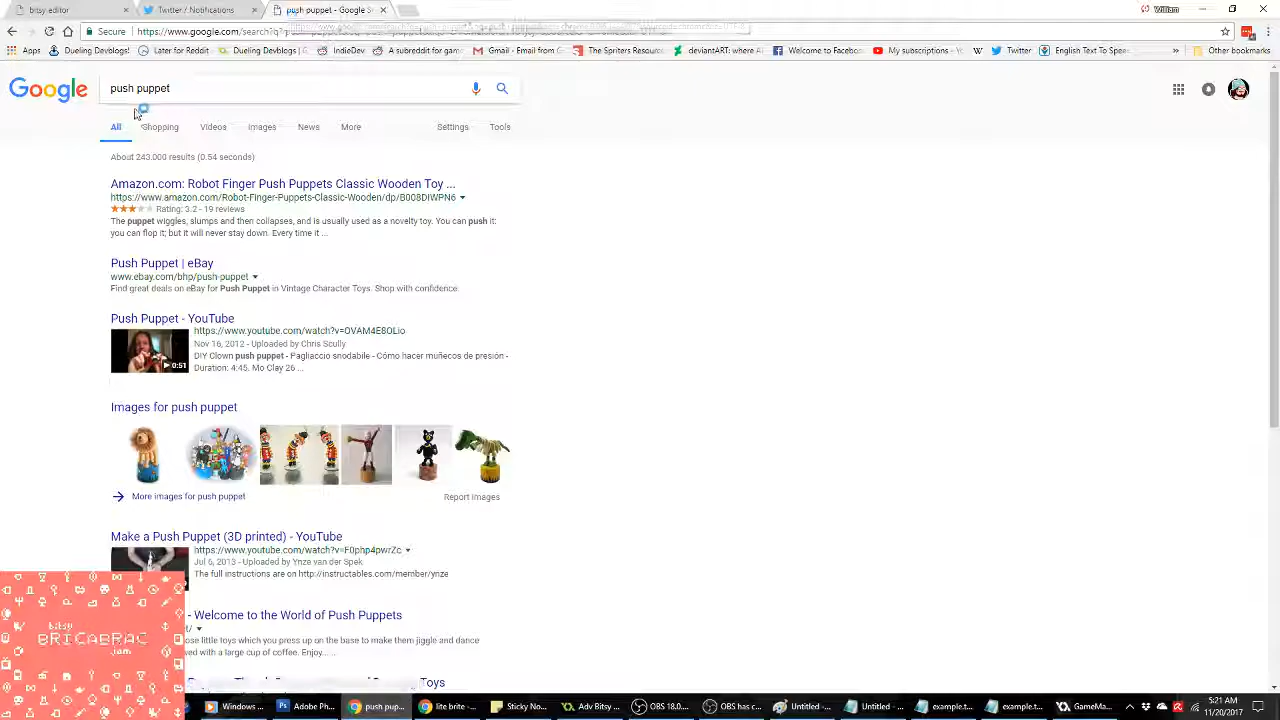 bitsy editor
Twitter / Notifications
push puppet - Google S
William
Secure
https://www.google.com/search?q=
Apps
Dueling Devblogs
Later for Reddit
Dueling Devblogs
IndieDev
A subreddit for gam
Gmail - Email from G
The Spriters Resourc
deviantART: where A
Welcome to Facebook
My subscriptions - Y
Twitter
English Text To Spee
»
Other bookmarks
Google
push puppet
All
Shopping
Videos
Images
News
More
Settings
Tools
About 243,000 results (0.54 seconds)
Amazon.com: Robot Finger Push Puppets Classic Wooden Toy ...
https://www.amazon.com/Robot-Finger-Puppets-Classic-Wooden/dp/B008DIWPN6
Rating: 3.2 - 19 reviews
The puppet wiggles, slumps and then collapses, and is usually used as a novelty toy. You can push it:
you can flop it; but it will never stay down. Every time it ...
Push Puppet | eBay
www.ebay.com/bhp/push-puppet
Find great deals on eBay for Push Puppet in Vintage Character Toys. Shop with confidence.
Push Puppet - YouTube
https://www.youtube.com/watch?v=OVAM4E8OLio
Nov 16, 2012 - Uploaded by Chris Scully
DIY Clown push puppet - Pagliaccio snodabile - Cómo hacer muñecos de presión -
Duration: 4:45. Mo Clay 26 ...
0:51
Images for push puppet
More images for push puppet
Report images
Make a Push Puppet (3D printed) - YouTube
https://www.youtube.com/watch?v=F0php4pwrZc
Jul 6, 2013 - Uploaded by Ynze van der Spek
The full instructions are on http://instructables.com/member/ynze
- Welcome to the World of Push Puppets
ose little toys which you press up on the base to make them jiggle and dance
ved with a large cup of coffee. Enjoy... ...
Toys
bitsy
BRICABRAC
jam
Windows ...
Adobe Ph...
push pup...
lite brite -...
Sticky No...
Adv Bitsy ...
OBS 18.0...
OBS has c...
Untitled -...
Untitled -...
example.t...
example.t...
GameMa...
5:21 AM
11/20/2017